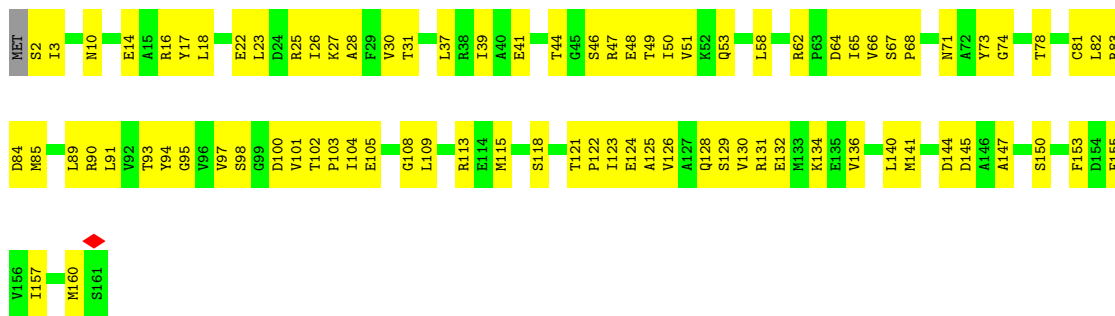 MET S2 I3 N10 E14 A15 R16 Y17 L18 E22 L23 D24 R25 I26 K27 A28 F29 V30 T31 L37 R38 I39 A40 E41 T44 G45 S46 R47 E48 T49 I50 V51 K52 Q53 L58 R62 P63 D64 I65 V66 S67 P68 N71 A72 Y73 G74 T78 C81 L82
D84 M85 L89 R90 L91 V92 T93 Y94 G95 V96 V97 S98 G99 D100 V101 T102 P103 I104 E105 G108 L109 R113 E114 M115 S118 T121 P122 I123 E124 A125 V126 A127 Q128 S129 V130 R131 E132 M133 K134 E135 V136 L140 M141 D144 D145 A146 A147 S150 F153 D154
V156 I157 M160 S161